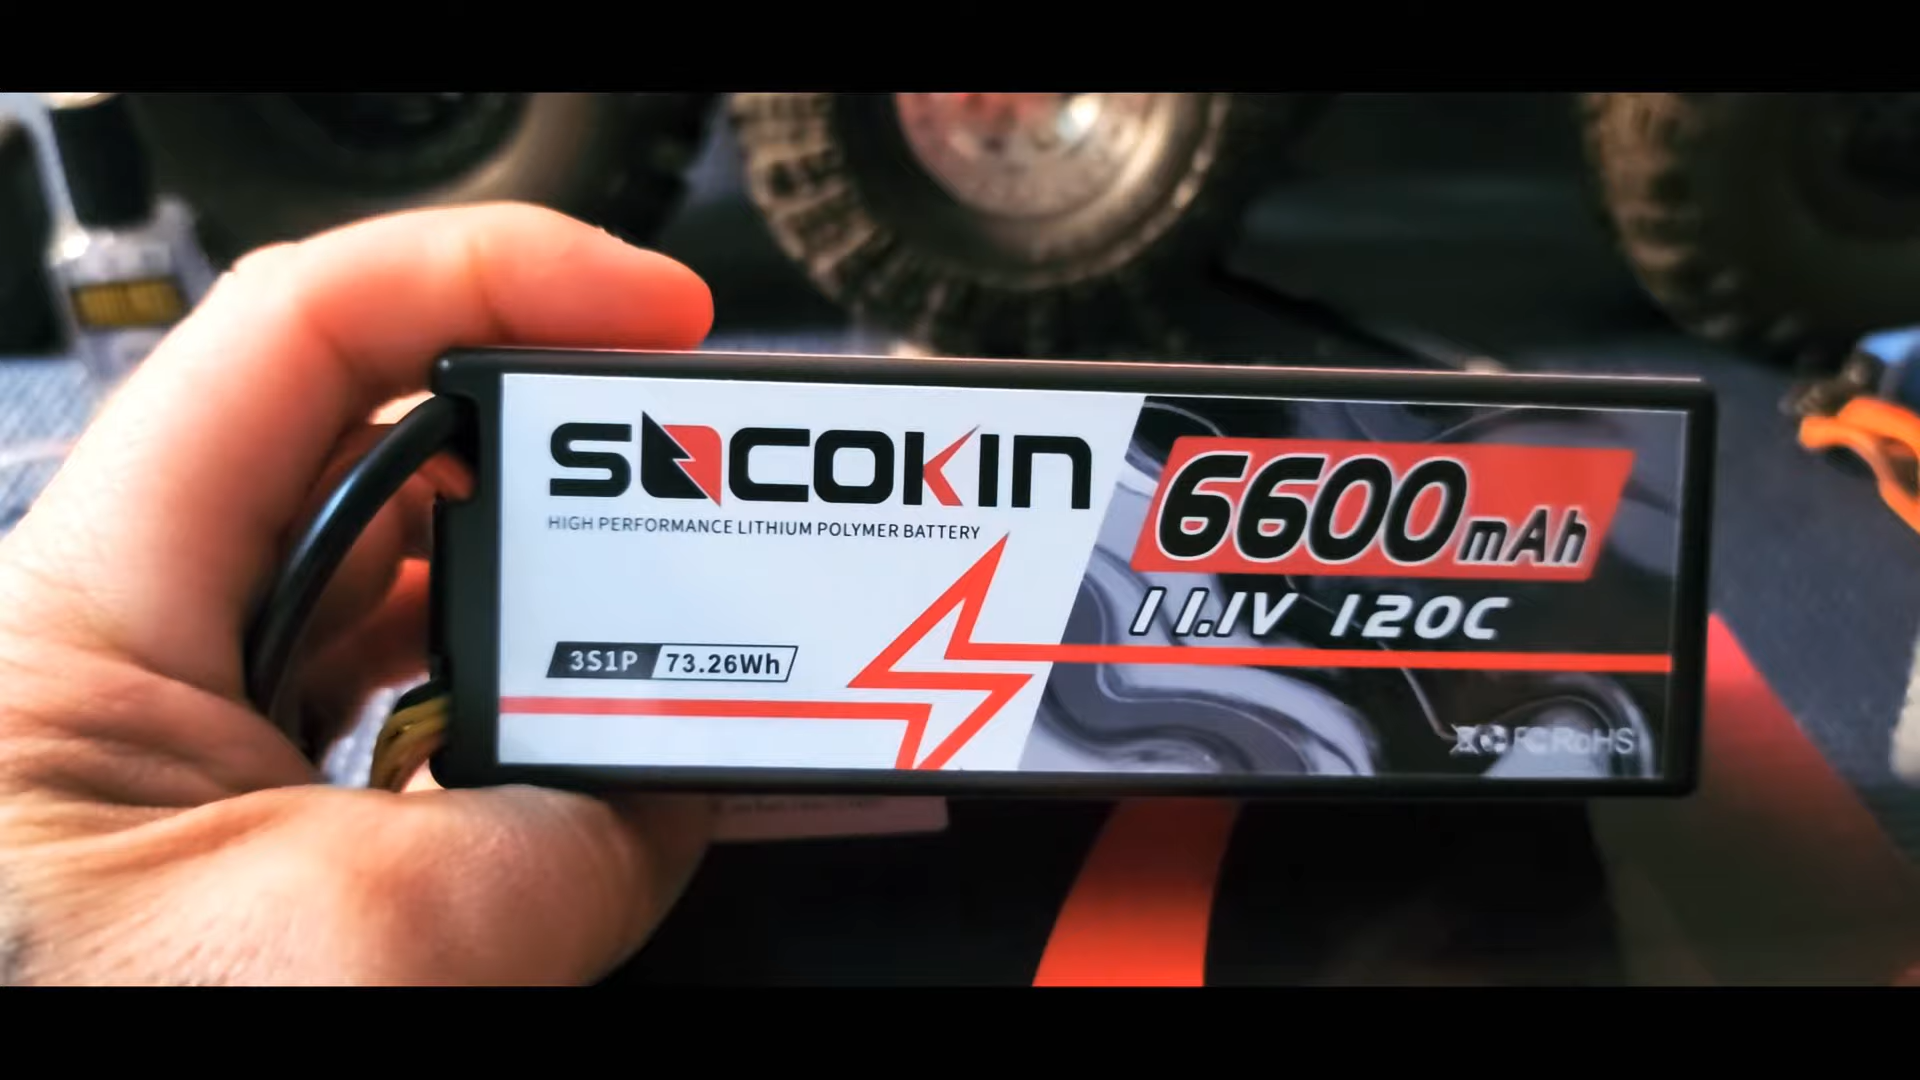 SOCOKIN
HIGH PERFORMANCE LITHIUM POLYMER BATTERY
3S1P 73.26Wh
6600mAh
11.1V 120C
FC RoHS